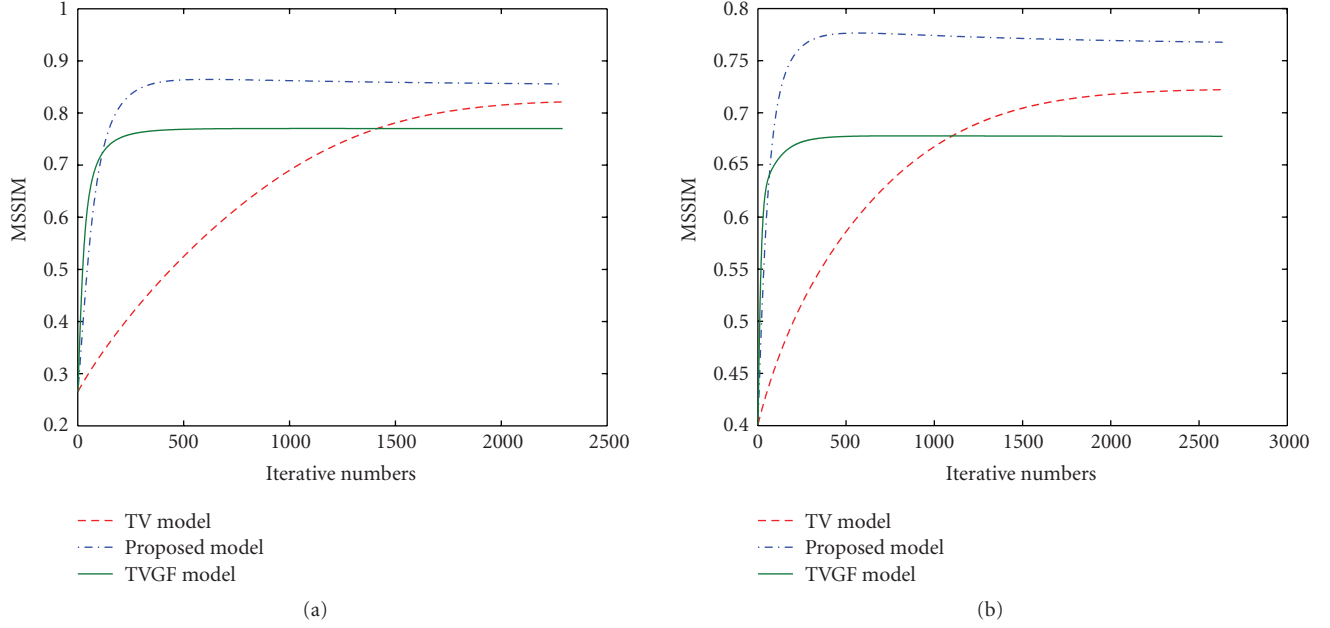 1
0.9
0.8
0.7
0.6
0.5
0.4
0.3
0.2
MSSIM
0 500 1000 1500 2000 2500
Iterative numbers
TV model
Proposed model
TVGF model
(a)
0.8
0.75
0.7
0.65
0.6
0.55
0.5
0.45
0.4
MSSIM
0 500 1000 1500 2000 2500 3000
Iterative numbers
TV model
Proposed model
TVGF model
(b)